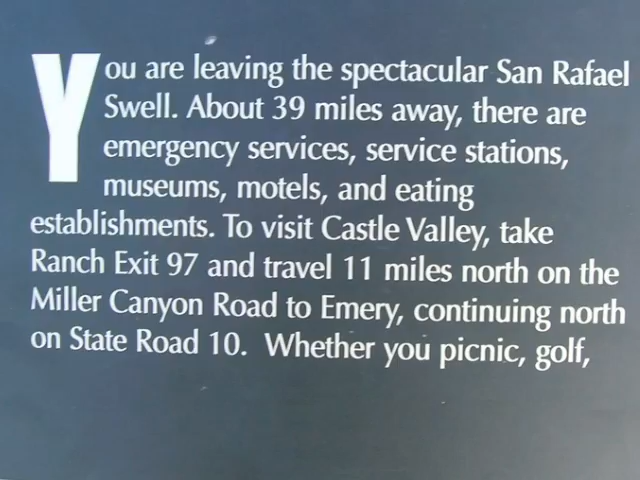 You are leaving the spectacular San Rafael
Swell. About 39 miles away, there are
emergency services, service stations,
museums, motels, and eating
establishments. To visit Castle Valley, take
Ranch Exit 97 and travel 11 miles north on the
Miller Canyon Road to Emery, continuing north
on State Road 10. Whether you picnic, golf,